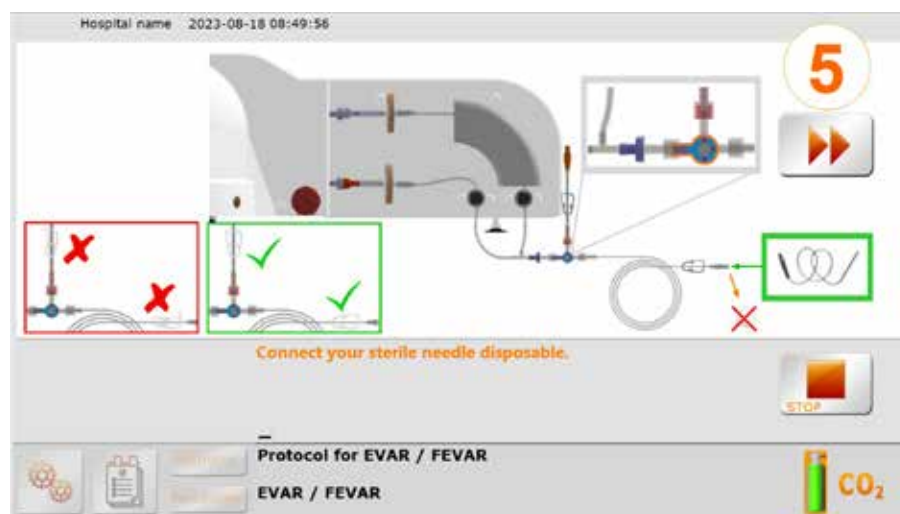 Hospital name 2023-08-18 08:49:56
5
Connect your sterile needle disposable.
STOP
Protocol for EVAR / FEVAR
EVAR / FEVAR
CO₂